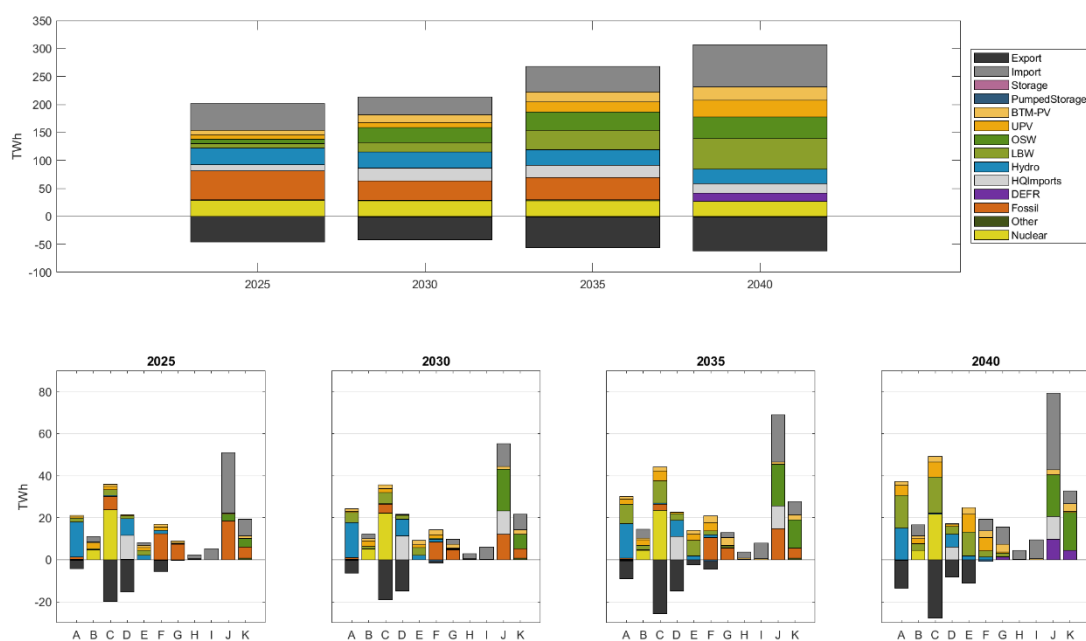 350
300
250
200
150
100
50
0
-50
-100
TWh
2025 2030 2035 2040
Export
Import
Storage
PumpedStorage
BTM-PV
UPV
OSW
LBW
Hydro
HQImports
DEFR
Fossil
Other
Nuclear
2025 2030 2035 2040
80
60
40
20
0
-20
TWh
A B C D E F G H I J K A B C D E F G H I J K A B C D E F G H I J K A B C D E F G H I J K